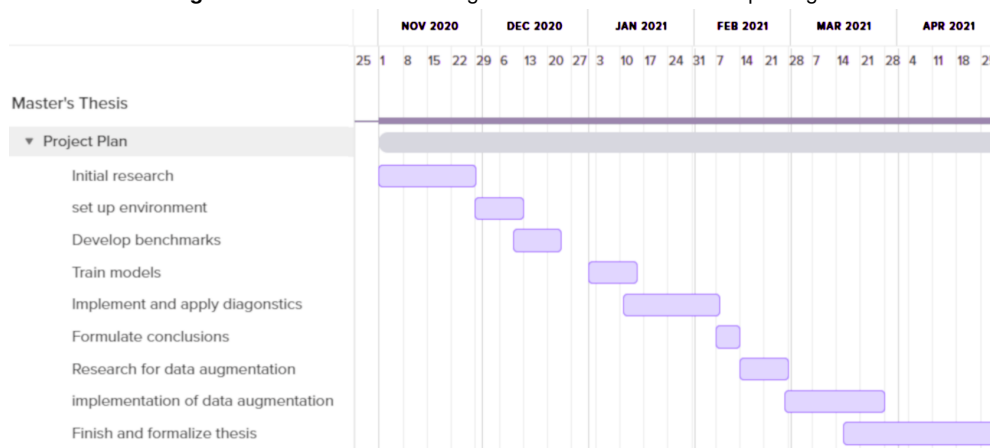 NOV 2020 DEC 2020 JAN 2021 FEB 2021 MAR 2021 APR 2021
25 1 8 15 22 29 6 13 20 27 3 10 17 24 31 7 14 21 28 7 14 21 28 4 11 18
Master's Thesis
Project Plan
Initial research
set up environment
Develop benchmarks
Train models
Implement and apply diagonstics
Formulate conclusions
Research for data augmentation
implementation of data augmentation
Finish and formalize thesis